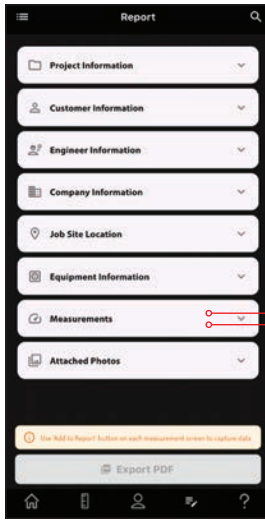 Report
Project Information
Customer Information
Engineer Information
Company Information
Job Site Location
Equipment Information
Measurements
Attached Photos
Use 'Add to Report' button on each measurement screen to capture data
Export PDF